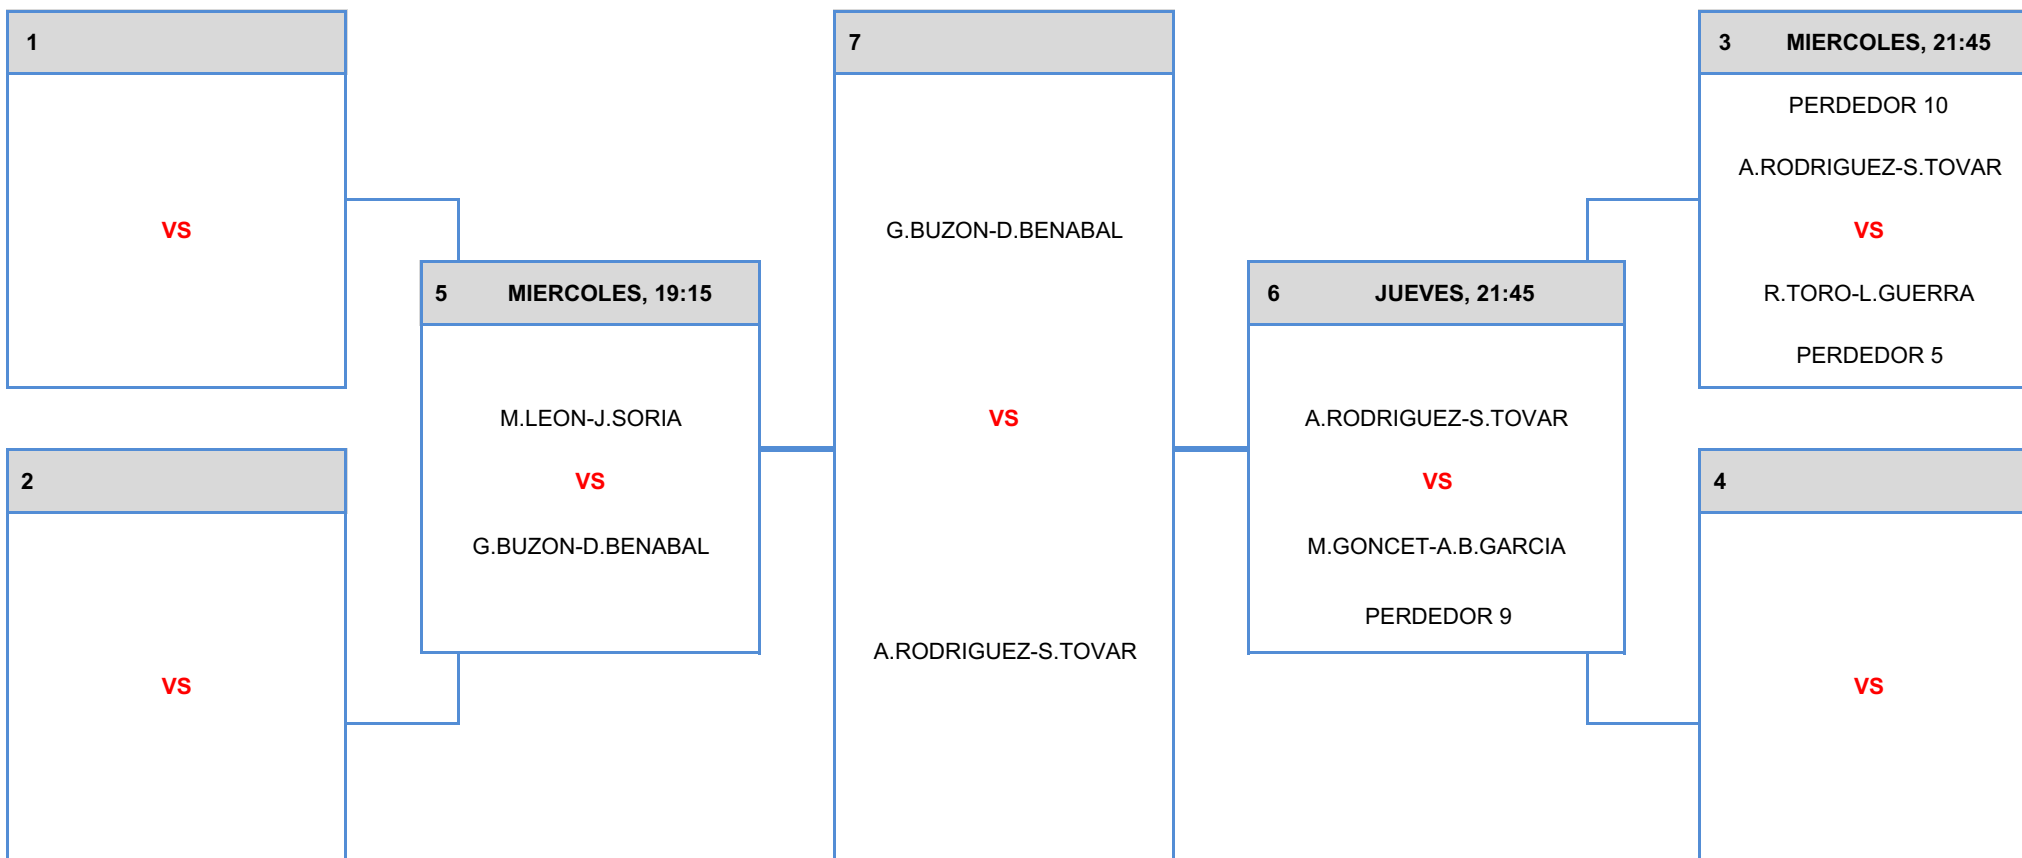 1
VS
2
VS
5 MIERCOLES, 19:15
M.LEON-J.SORIA
VS
G.BUZON-D.BENABAL
7
G.BUZON-D.BENABAL
VS
A.RODRIGUEZ-S.TOVAR
6 JUEVES, 21:45
A.RODRIGUEZ-S.TOVAR
VS
M.GONCET-A.B.GARCIA
PERDEDOR 9
3 MIERCOLES, 21:45
PERDEDOR 10
A.RODRIGUEZ-S.TOVAR
VS
R.TORO-L.GUERRA
PERDEDOR 5
4
VS